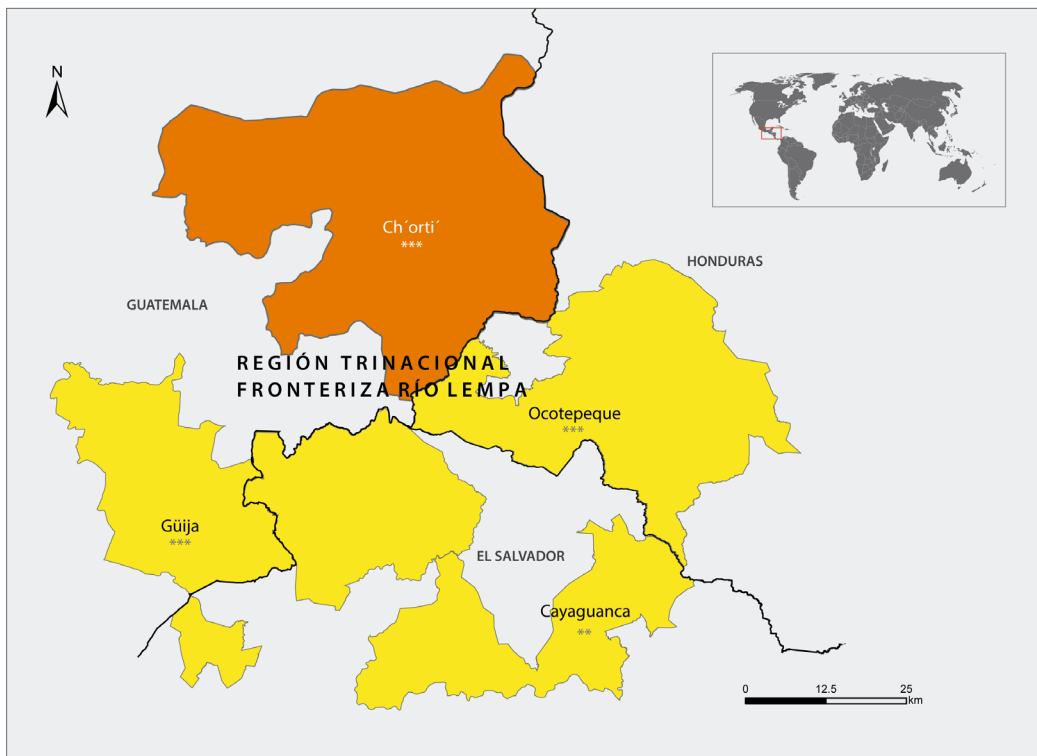 N
Ch´orti´
***
HONDURAS
GUATEMALA
REGIÓN TRINACIONAL
FRONTERIZA RÍO LEMPA
Ocotepeque
***
Güija
***
EL SALVADOR
Cayaguanca
**
0 12.5 25
km